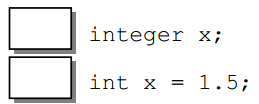 integer x;
int x = 1.5;